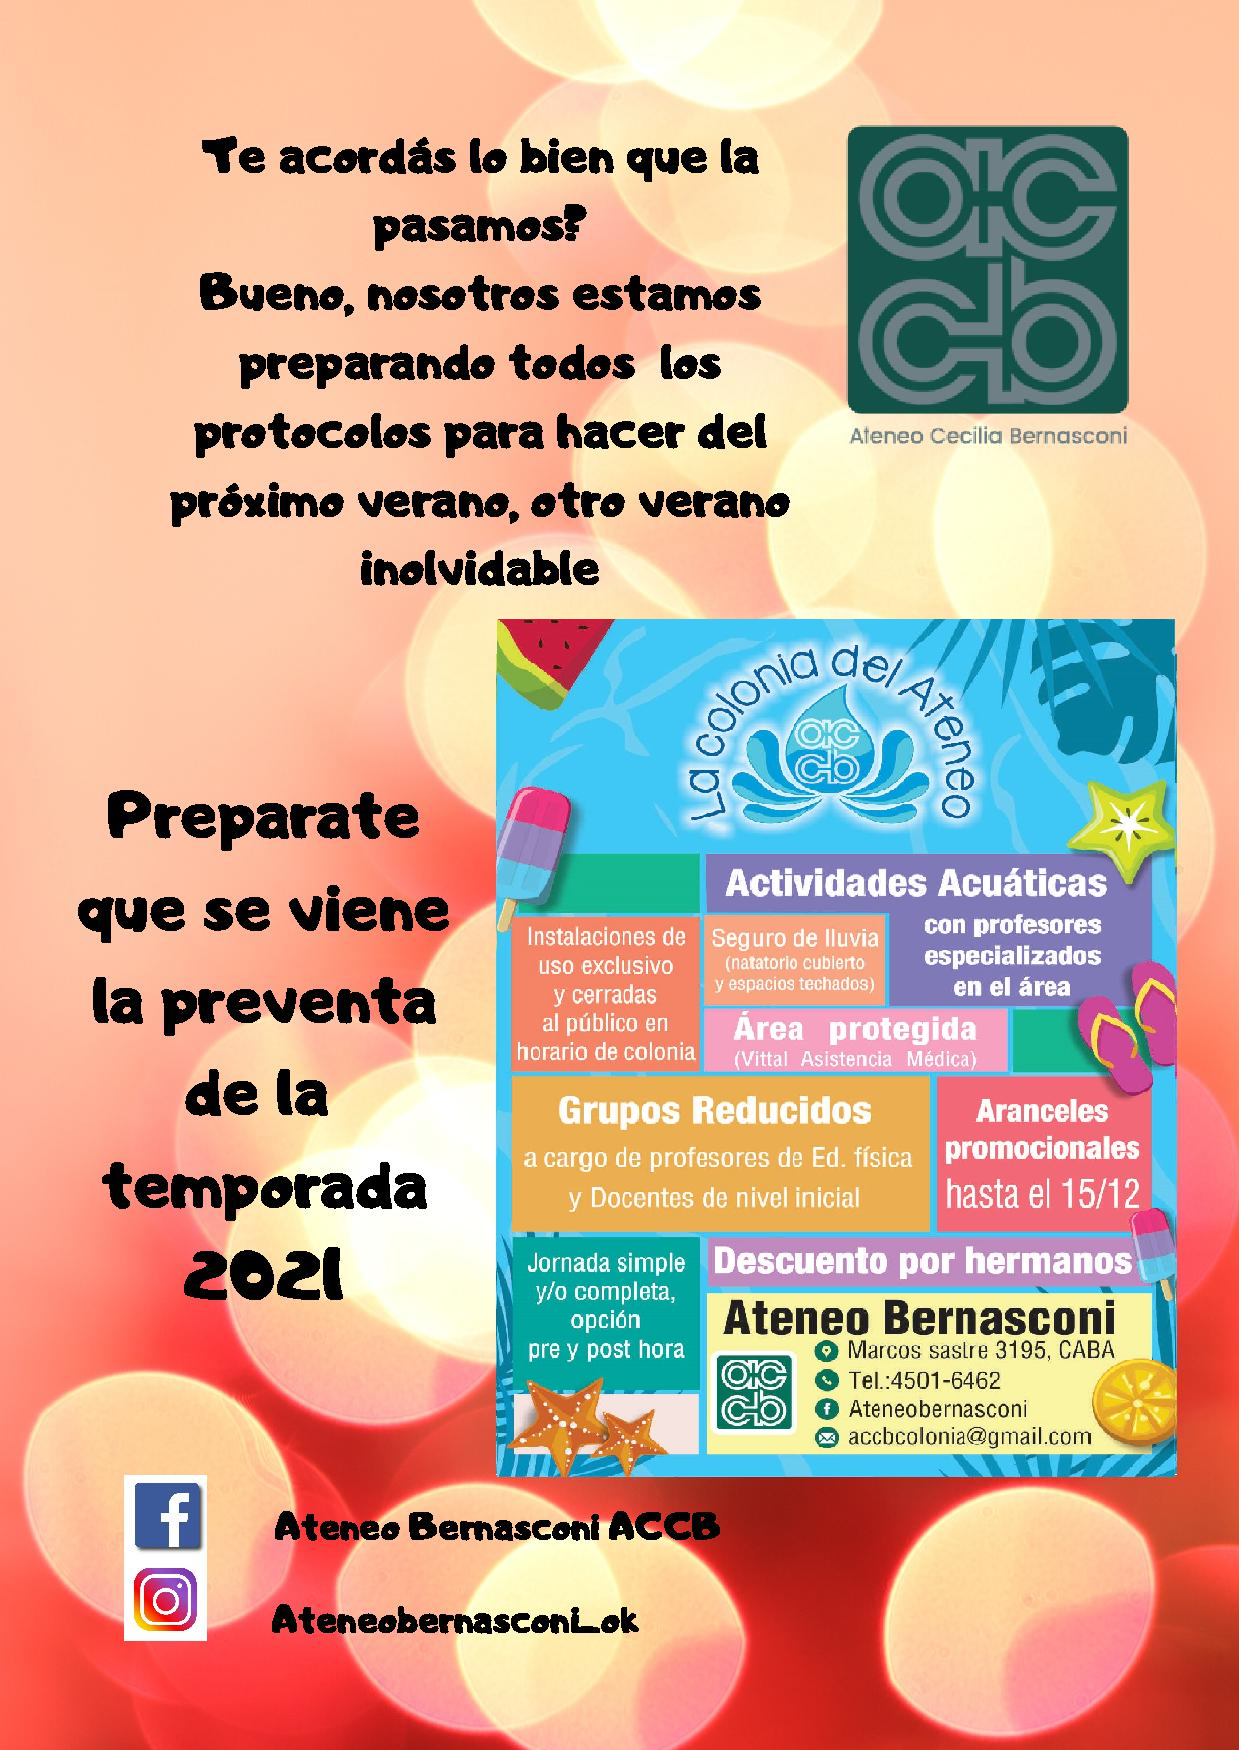 Te acordás lo bien que la
pasamos?
Bueno, nosotros estamos
preparando todos los
protocolos para hacer del
próximo verano, otro verano
inolvidable
accb
Ateneo Cecilia Bernasconi
Preparate
que se viene
la preventa
de la
temporada
2021
La colonia del Ateneo
accb
Actividades Acuáticas
con profesores
especializados
en el área
Instalaciones de
uso exclusivo
y cerradas
al público en
horario de colonia
Seguro de lluvia
(natatorio cubierto
y espacios techados)
Área protegida
(Vittal Asistencia Médica)
Grupos Reducidos
a cargo de profesores de Ed. física
y Docentes de nivel inicial
Aranceles
promocionales
hasta el 15/12
Jornada simple
y/o completa,
opción
pre y post hora
Descuento por hermanos
Ateneo Bernasconi
accb
Marcos sastre 3195, CABA
Tel.:4501-6462
Ateneobernasconi
accbcolonia@gmail.com
Ateneo Bernasconi ACCB
Ateneobernasconi_ok